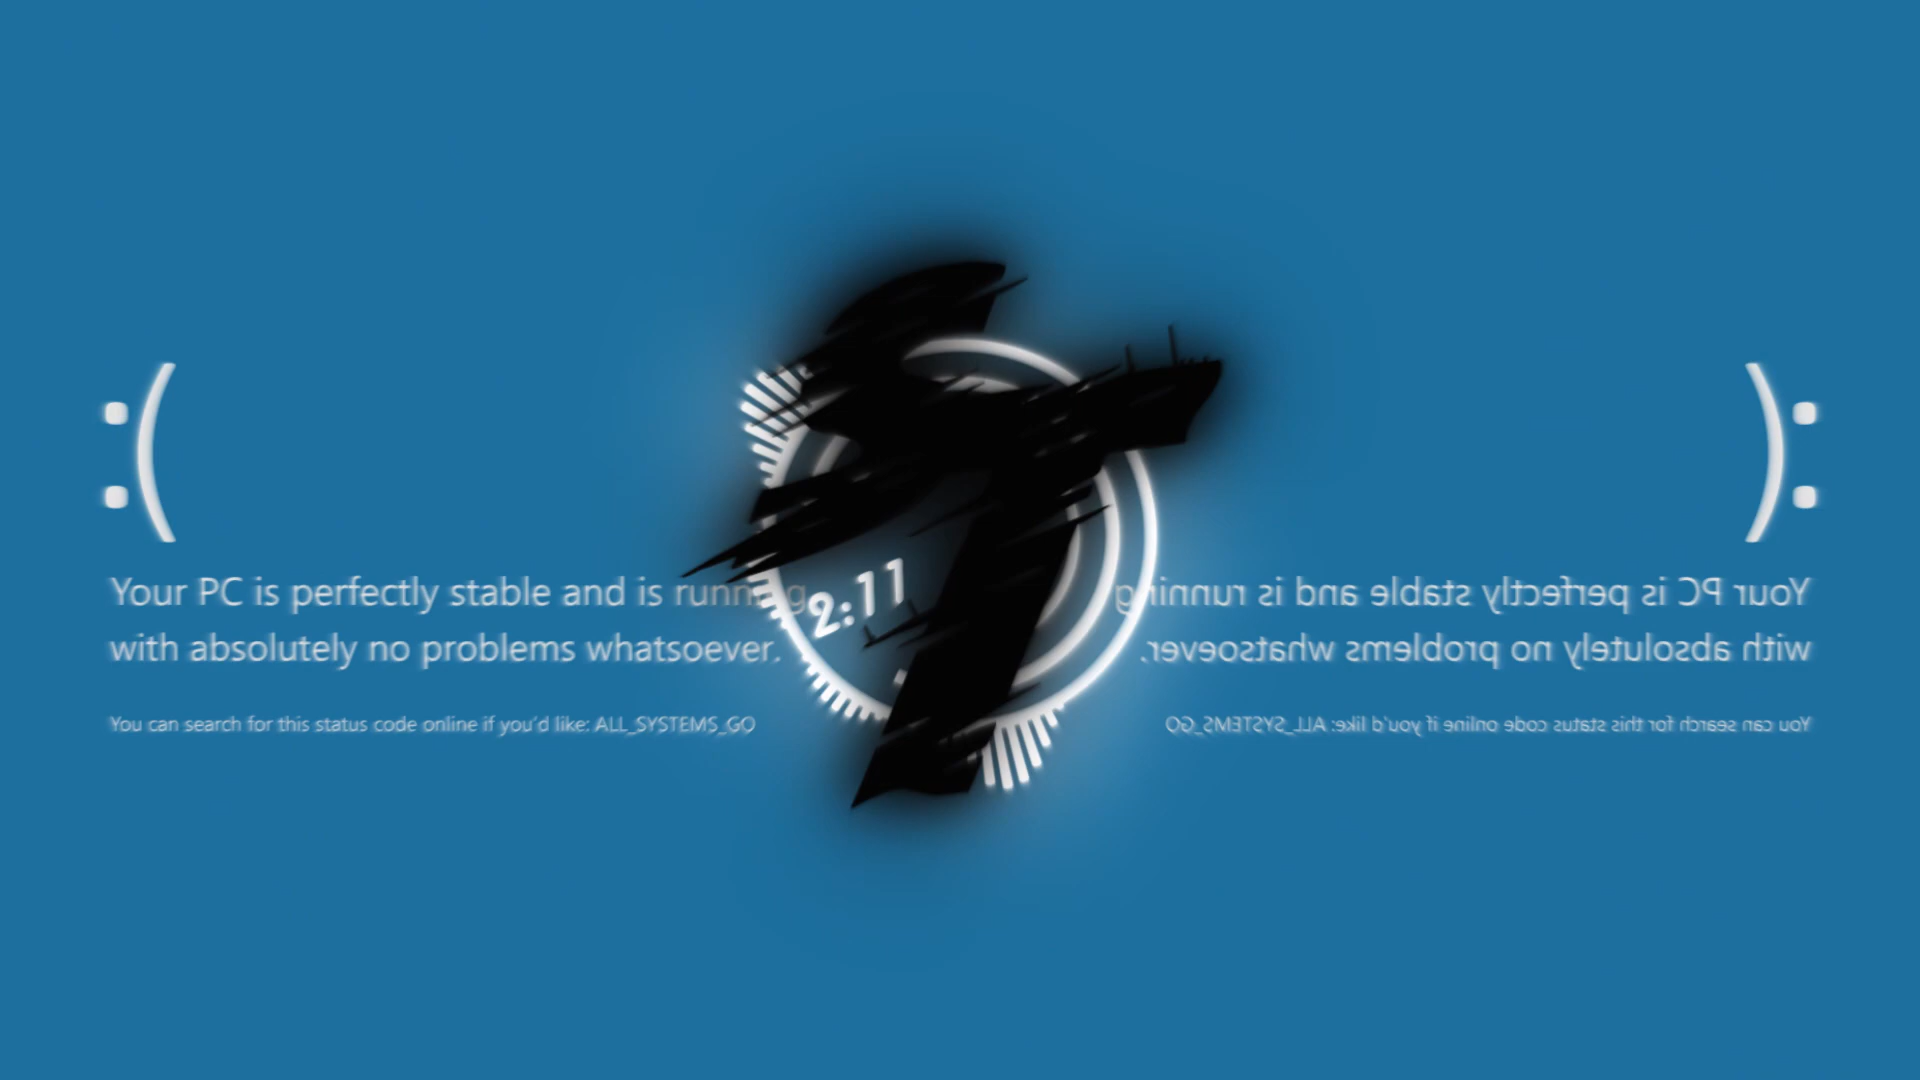 :(
Your PC is perfectly stable and is running
with absolutely no problems whatsoever.
You can search for this status code online if you'd like: ALL_SYSTEMS_GO
2:11
:(
Your PC is perfectly stable and is running
with absolutely no problems whatsoever.
You can search for this status code online if you'd like: ALL_SYSTEMS_GO